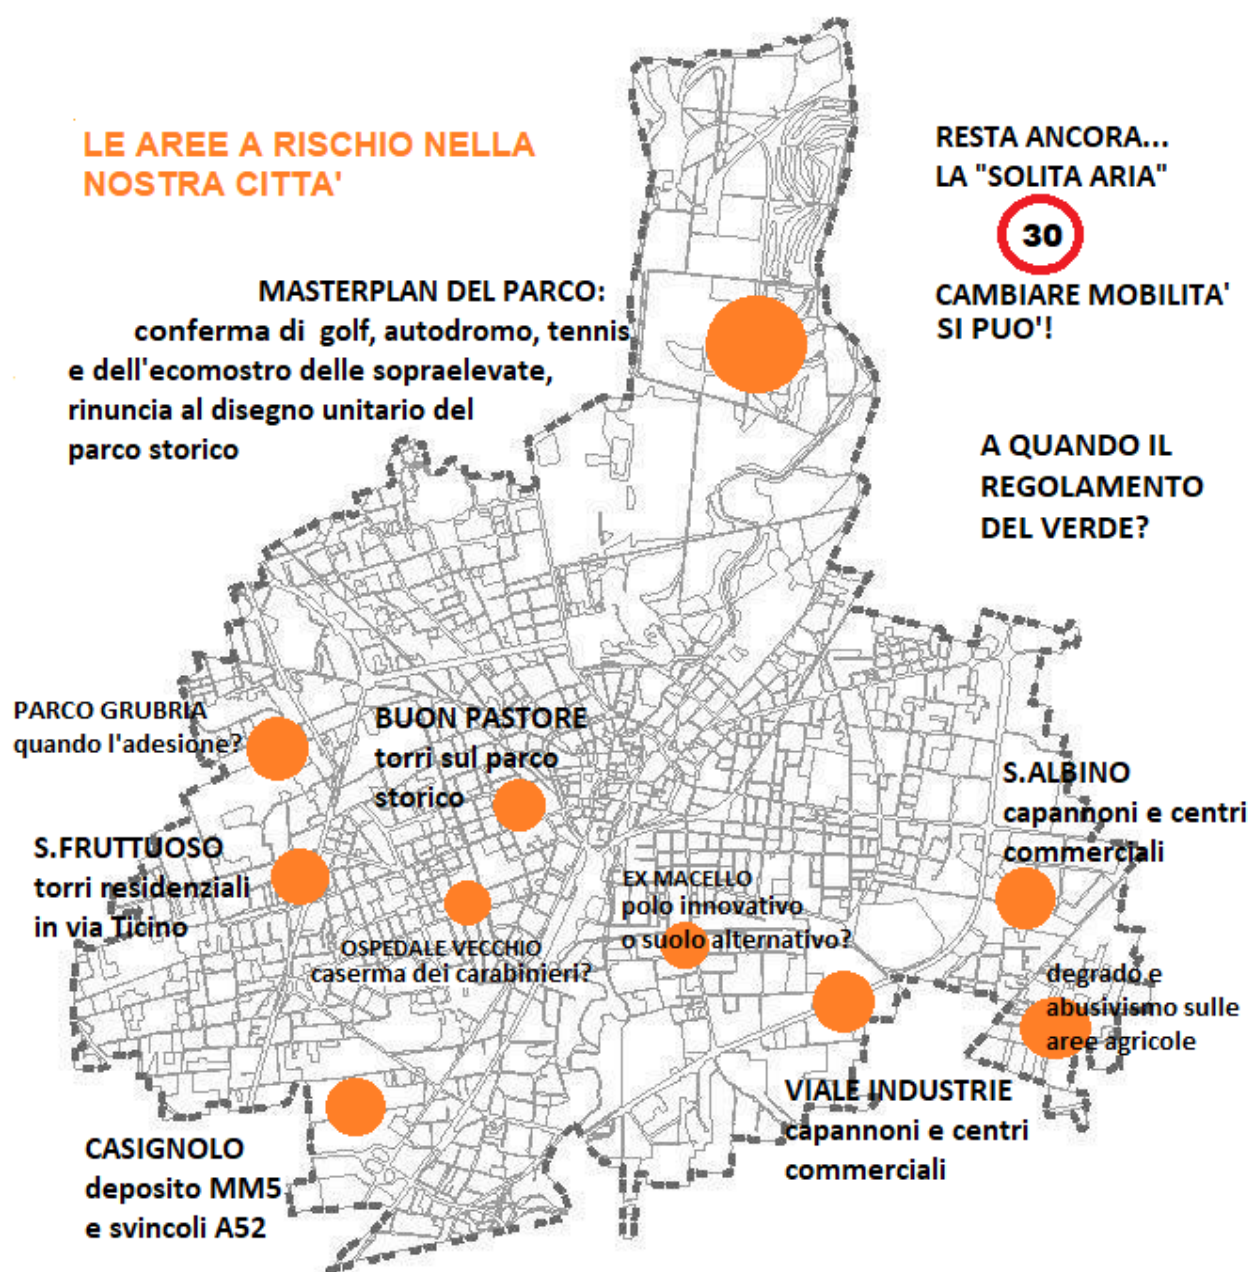 LE AREE A RISCHIO NELLA
NOSTRA CITTA'
RESTA ANCORA...
LA "SOLITA ARIA"
30
CAMBIARE MOBILITA'
SI PUO'!
MASTERPLAN DEL PARCO:
conferma di golf, autodromo, tennis
e dell'ecomostro delle sopraelevate,
rinuncia al disegno unitario del
parco storico
A QUANDO IL
REGOLAMENTO
DEL VERDE?
PARCO GRUBRIA
quando l'adesione?
BUON PASTORE
torri sul parco
storico
S.ALBINO
capannoni e centri
commerciali
S.FRUTTUOSO
torri residenziali
in via Ticino
EX MACELLO
polo innovativo
o suolo alternativo?
OSPEDALE VECCHIO
caserma dei carabinieri?
degrado e
abusivismo sulle
aree agricole
VIALE INDUSTRIE
capannoni e centri
commerciali
CASIGNOLO
deposito MM5
e svincoli A52